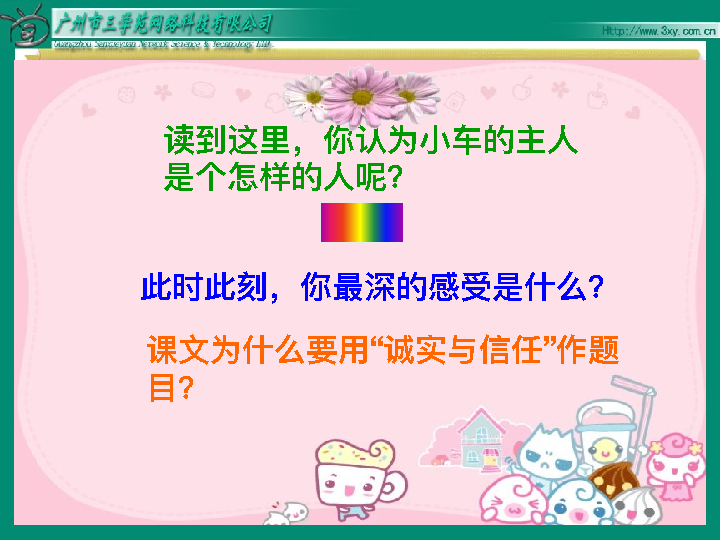 广州市三学苑网络科技有限公司
Guangzhou Sanxueyuan Network Science & Technology Ltd.
Http://www.3xy.com.cn
读到这里，你认为小车的主人
是个怎样的人呢？
此时此刻，你最深的感受是什么？
课文为什么要用“诚实与信任”作题
目？